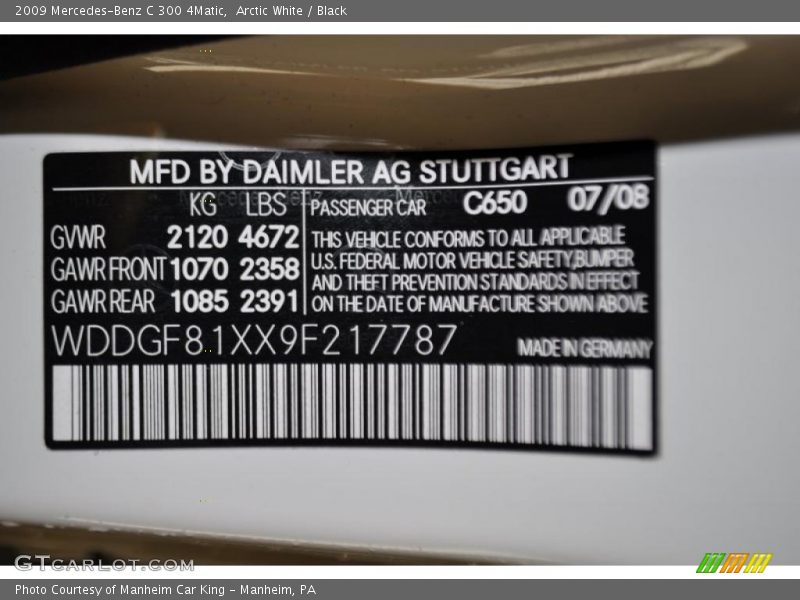 2009 Mercedes-Benz C 300 4Matic, Arctic White / Black
MFD BY DAIMLER AG STUTTGART
KG LBS PASSENGER CAR C650 07/08
GVWR 2120 4672 THIS VEHICLE CONFORMS TO ALL APPLICABLE
GAWR FRONT 1070 2358 U.S. FEDERAL MOTOR VEHICLE SAFETY,BUMPER
AND THEFT PREVENTION STANDARDS IN EFFECT
GAWR REAR 1085 2391 ON THE DATE OF MANUFACTURE SHOWN ABOVE
WDDGF81XX9F217787 MADE IN GERMANY
GTCARLOT.COM
Photo Courtesy of Manheim Car King - Manheim, PA